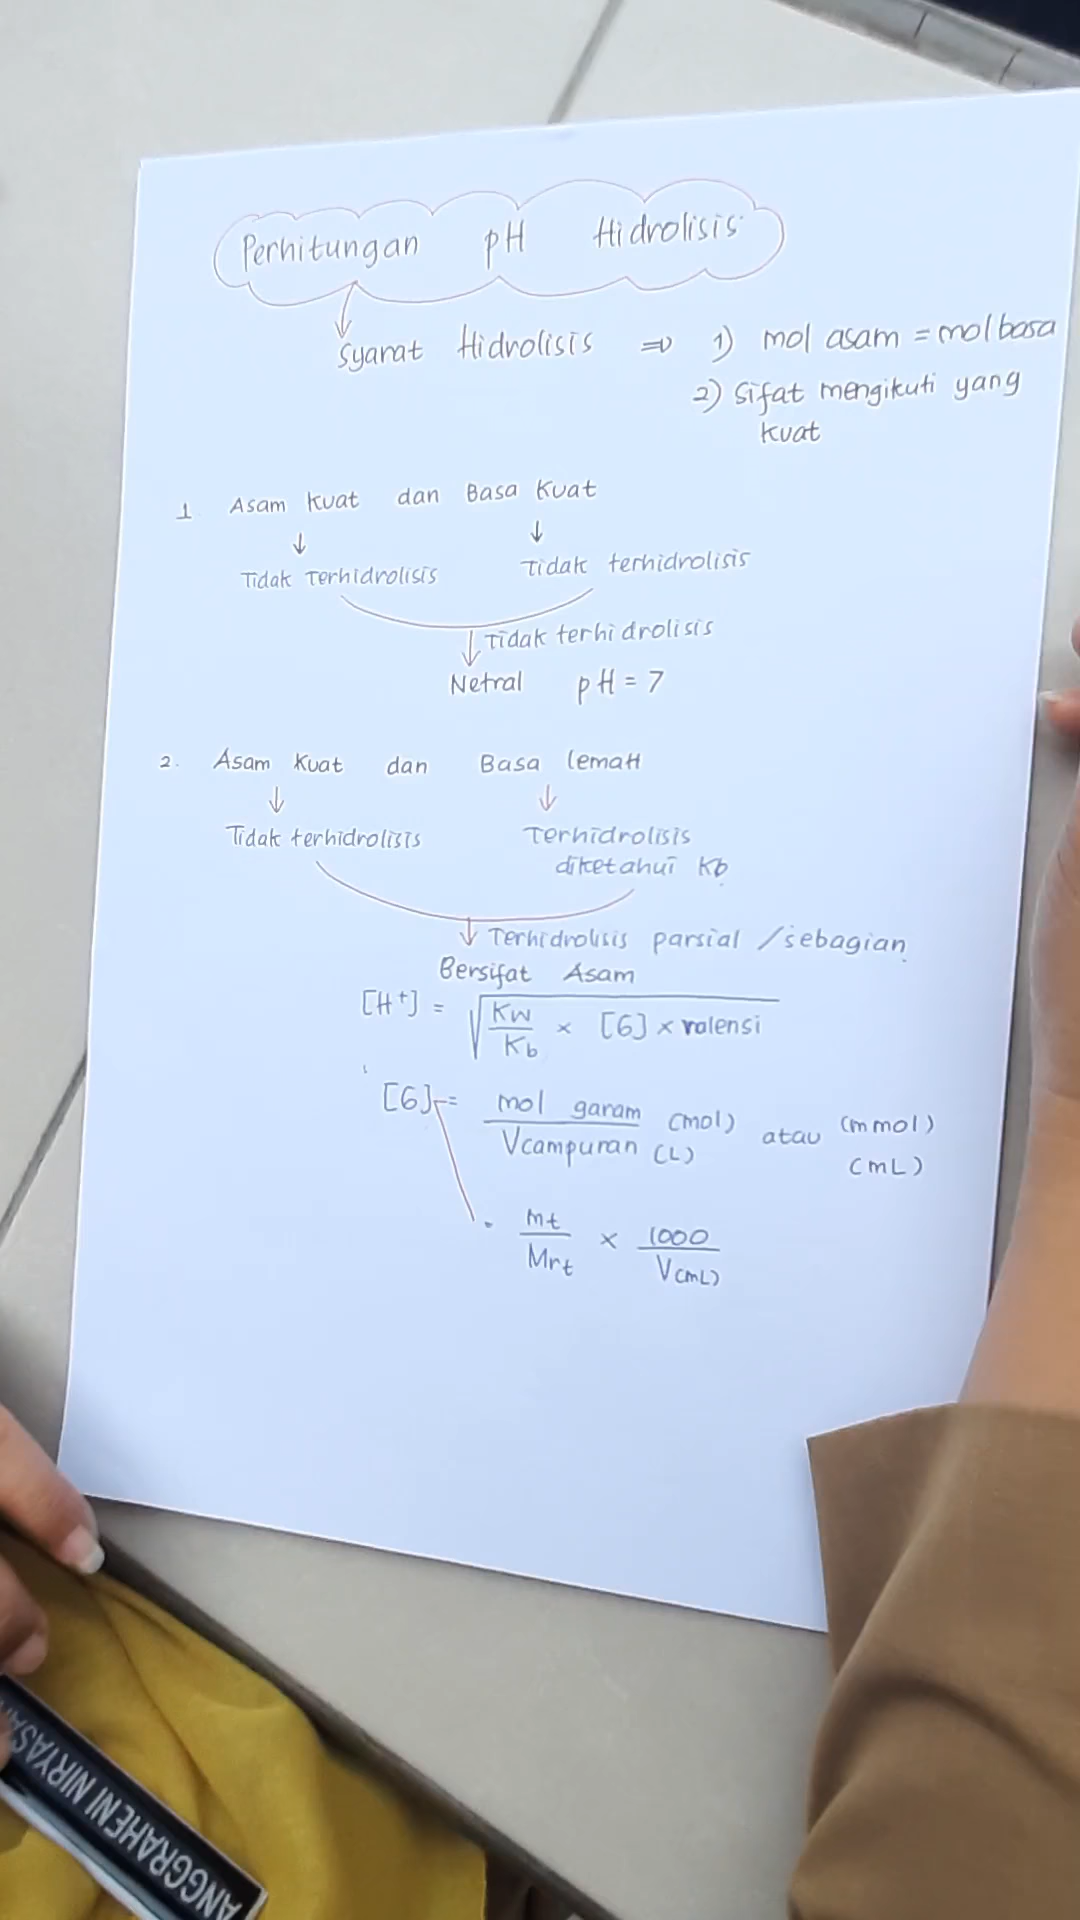 Perhitungan pH Hidrolisis
Syarat Hidrolisis ⇒ 1) mol asam = mol basa
2) Sifat mengikuti yang
kuat
1 Asam kuat dan Basa kuat
↓ ↓
Tidak Terhidrolisis Tidak terhidrolisis
↓ Tidak terhidrolisis
Netral pH = 7
2. Asam kuat dan Basa lemah
↓ ↓
Tidak terhidrolisis Terhidrolisis
diketahui Kb
↓ Terhidrolisis parsial / sebagian
Bersifat Asam
[H+] = √ Kw/Kb × [G] × valensi
[G] = mol garam (mol) / Vcampuran (L) atau (mmol) (mL)
• mt/Mrt × 1000/V(mL)
ANGGRAHENI